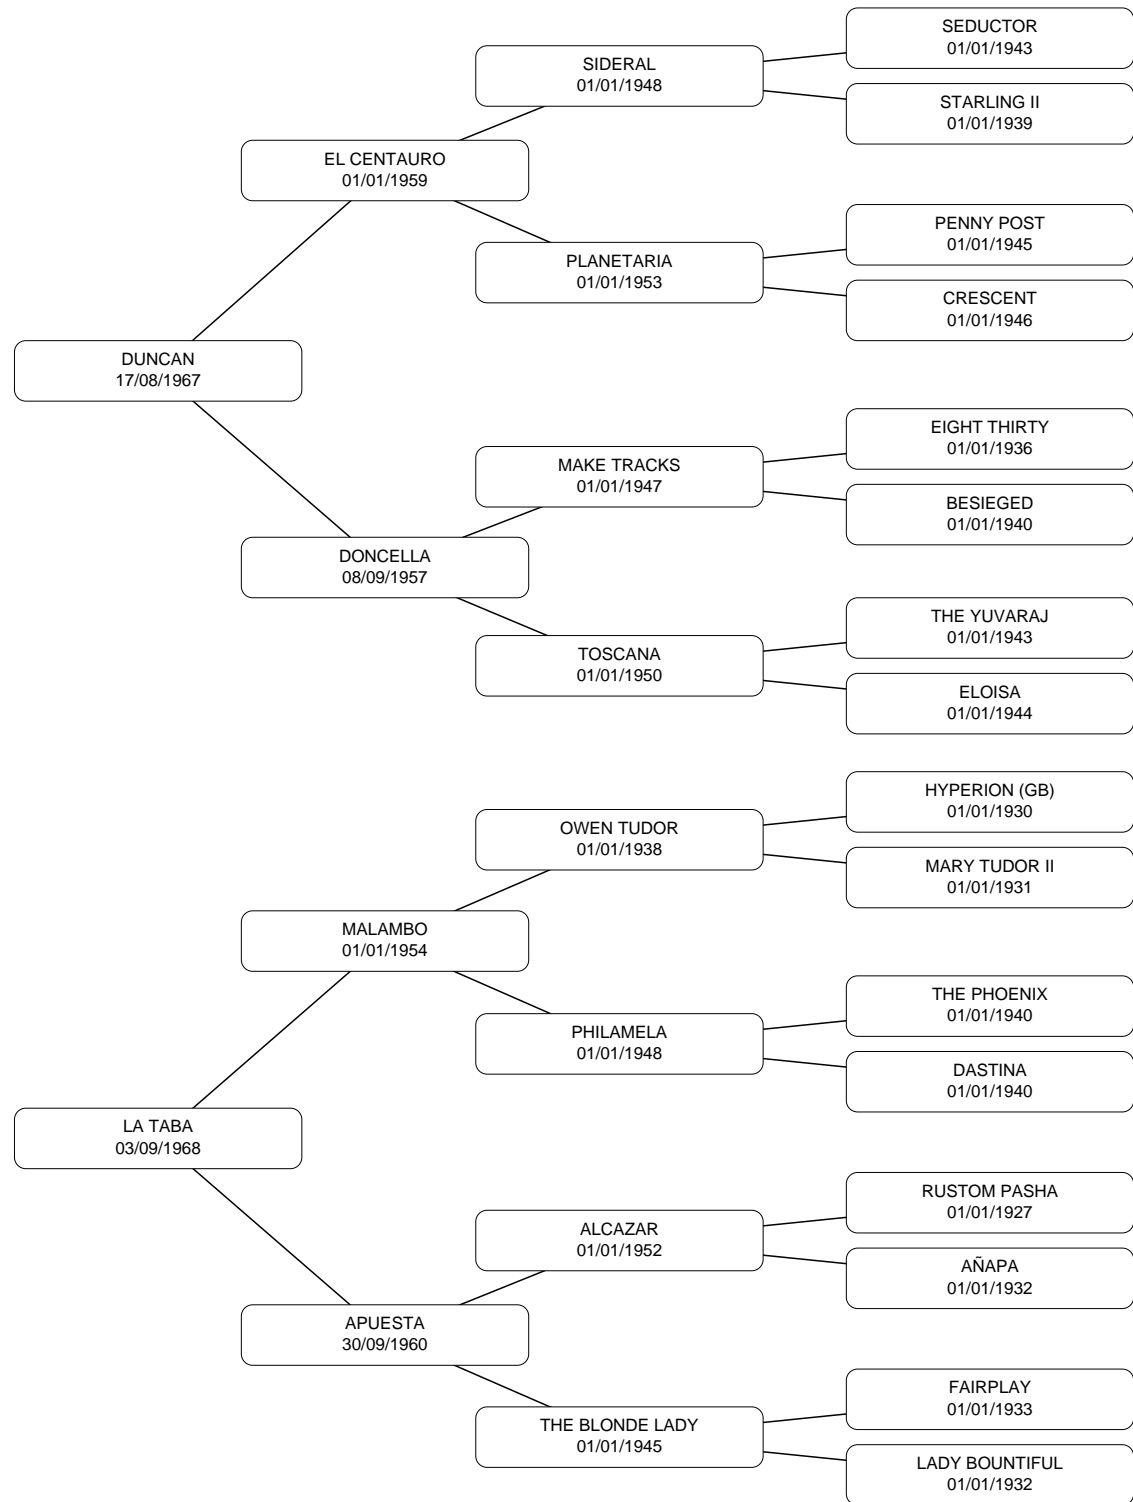 SEDUCTOR
01/01/1943
SIDERAL
01/01/1948
STARLING II
01/01/1939
EL CENTAURO
01/01/1959
PENNY POST
01/01/1945
PLANETARIA
01/01/1953
CRESCENT
01/01/1946
DUNCAN
17/08/1967
EIGHT THIRTY
01/01/1936
MAKE TRACKS
01/01/1947
BESIEGED
01/01/1940
DONCELLA
08/09/1957
THE YUVARAJ
01/01/1943
TOSCANA
01/01/1950
ELOISA
01/01/1944
HYPERION (GB)
01/01/1930
OWEN TUDOR
01/01/1938
MARY TUDOR II
01/01/1931
MALAMBO
01/01/1954
THE PHOENIX
01/01/1940
PHILAMELA
01/01/1948
DASTINA
01/01/1940
LA TABA
03/09/1968
RUSTOM PASHA
01/01/1927
ALCAZAR
01/01/1952
AÑAPA
01/01/1932
APUESTA
30/09/1960
FAIRPLAY
01/01/1933
THE BLONDE LADY
01/01/1945
LADY BOUNTIFUL
01/01/1932